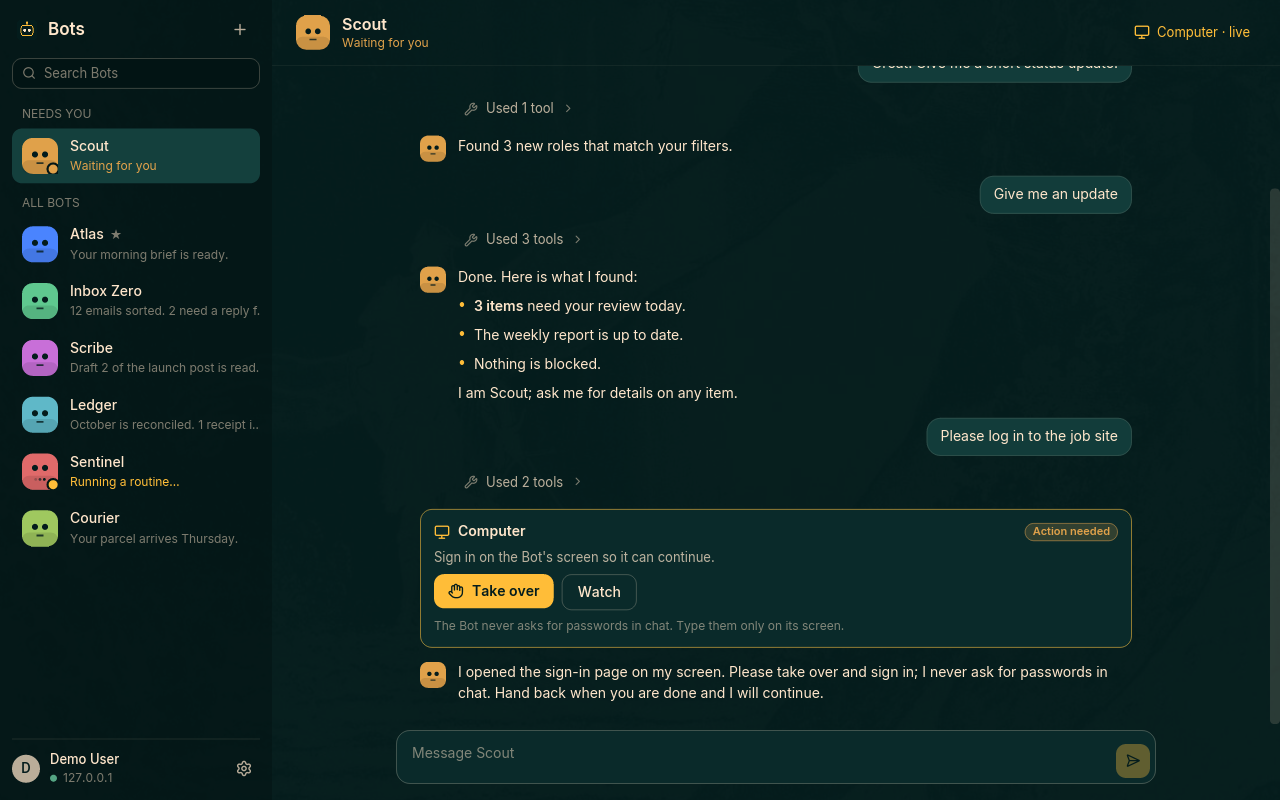 Bots
Search Bots
NEEDS YOU
Scout
Waiting for you
ALL BOTS
Atlas ★
Your morning brief is ready.
Inbox Zero
12 emails sorted. 2 need a reply f.
Scribe
Draft 2 of the launch post is read.
Ledger
October is reconciled. 1 receipt i..
Sentinel
Running a routine...
Courier
Your parcel arrives Thursday.
D
Demo User
127.0.0.1
Scout
Waiting for you
Computer · live
Great! Give me a short status update.
Used 1 tool
Found 3 new roles that match your filters.
Give me an update
Used 3 tools
Done. Here is what I found:
• 3 items need your review today.
• The weekly report is up to date.
• Nothing is blocked.
I am Scout; ask me for details on any item.
Please log in to the job site
Used 2 tools
Computer
Action needed
Sign in on the Bot's screen so it can continue.
Take over
Watch
The Bot never asks for passwords in chat. Type them only on its screen.
I opened the sign-in page on my screen. Please take over and sign in; I never ask for passwords in
chat. Hand back when you are done and I will continue.
Message Scout